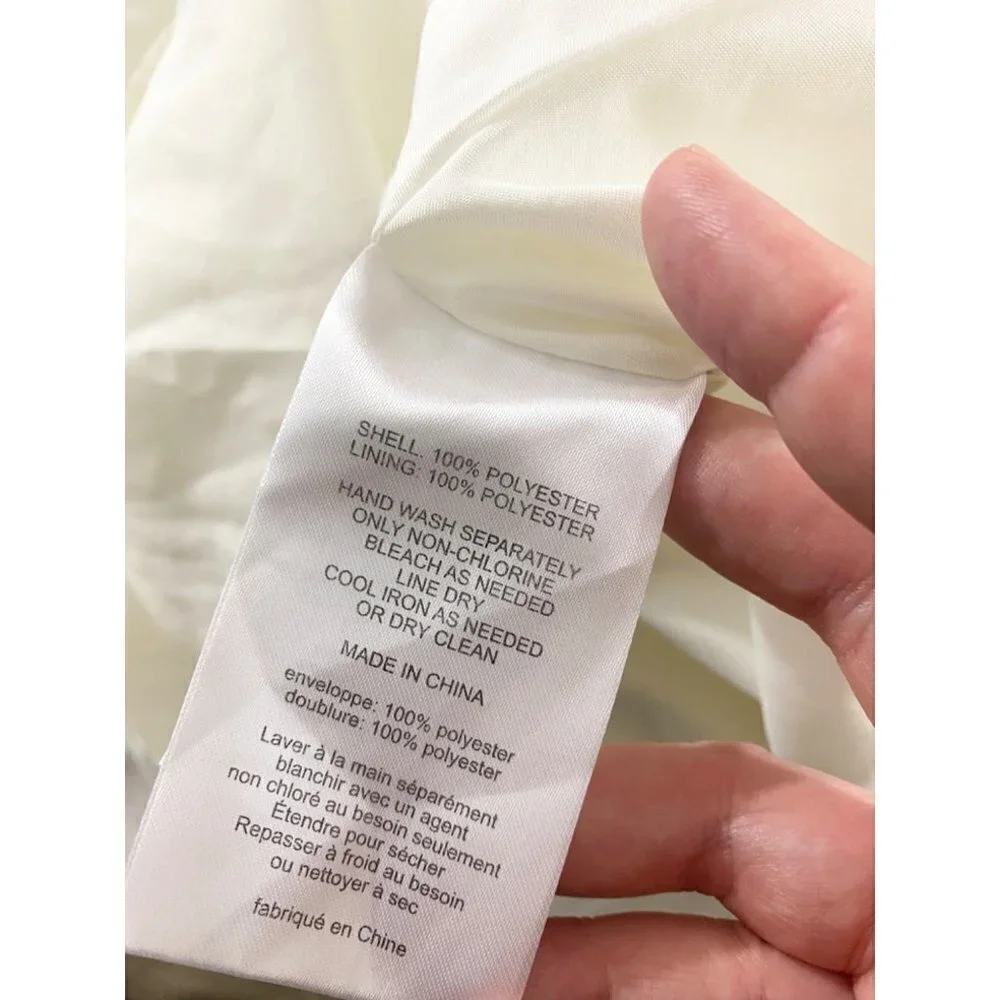 SHELL: 100% POLYESTER
LINING: 100% POLYESTER
HAND WASH SEPARATELY
ONLY NON-CHLORINE
BLEACH AS NEEDED
LINE DRY
COOL IRON AS NEEDED
OR DRY CLEAN
MADE IN CHINA
enveloppe: 100% polyester
doublure: 100% polyester
Laver à la main séparément
blanchir avec un agent
non chloré au besoin seulement
Étendre pour sécher
Repasser à froid au besoin
ou nettoyer à sec
fabriqué en Chine